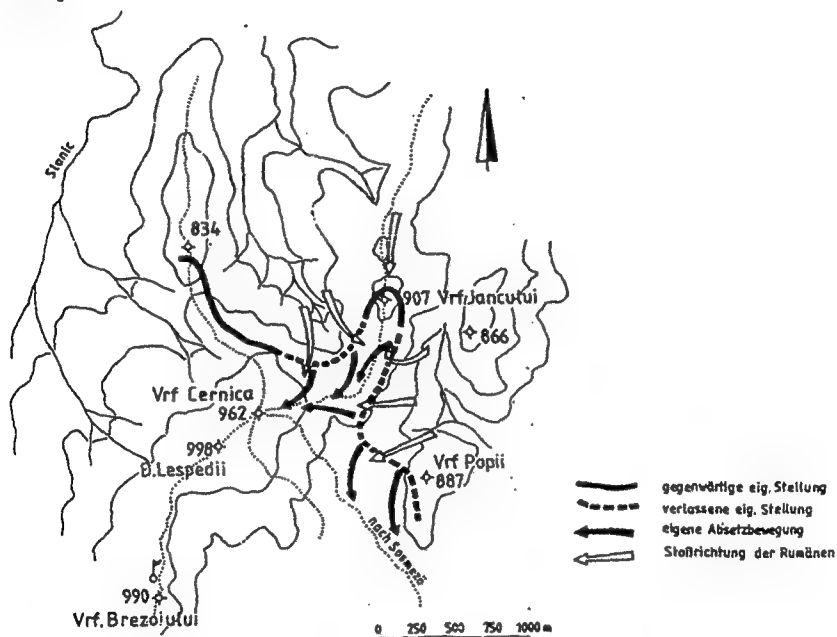 Slanic
834
907 Vrf Jancului
866
Vrf Cernica
962
998
D.Lespedii
Vrf Popii
887
nach Sosmezö
990
Vrf. Brezoiului
gegenwärtige eig. Stellung
verlassene eig. Stellung
eigene Absetzbewegung
Stoßrichtung der Rumänen
0 250 500 750 1000 m